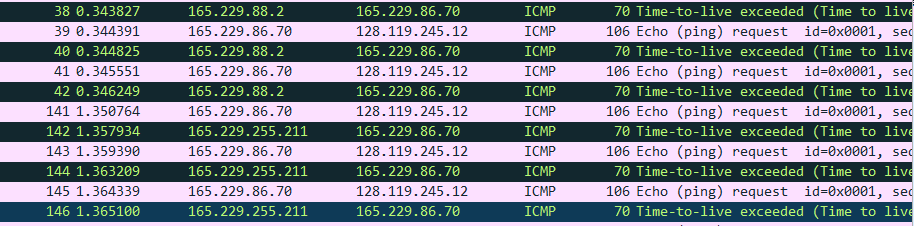 38 0.343827 165.229.88.2 165.229.86.70 ICMP 70 Time-to-live exceeded (Time to live
39 0.344391 165.229.86.70 128.119.245.12 ICMP 106 Echo (ping) request id=0x0001, seq
40 0.344825 165.229.88.2 165.229.86.70 ICMP 70 Time-to-live exceeded (Time to live
41 0.345551 165.229.86.70 128.119.245.12 ICMP 106 Echo (ping) request id=0x0001, seq
42 0.346249 165.229.88.2 165.229.86.70 ICMP 70 Time-to-live exceeded (Time to live
141 1.350764 165.229.86.70 128.119.245.12 ICMP 106 Echo (ping) request id=0x0001, seq
142 1.357934 165.229.255.211 165.229.86.70 ICMP 70 Time-to-live exceeded (Time to live
143 1.359390 165.229.86.70 128.119.245.12 ICMP 106 Echo (ping) request id=0x0001, seq
144 1.363209 165.229.255.211 165.229.86.70 ICMP 70 Time-to-live exceeded (Time to live
145 1.364339 165.229.86.70 128.119.245.12 ICMP 106 Echo (ping) request id=0x0001, seq
146 1.365100 165.229.255.211 165.229.86.70 ICMP 70 Time-to-live exceeded (Time to live